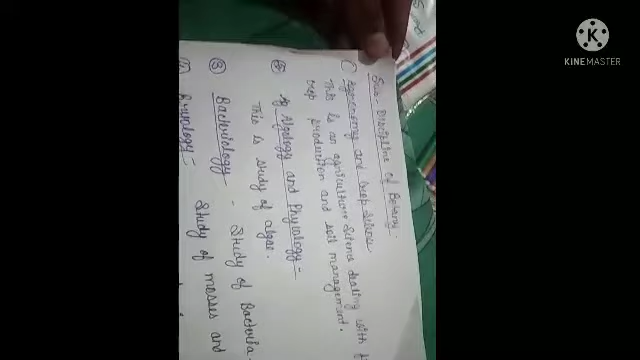 Sub-Discipline of Botany:-
① Agronomy and Crop Science
This is an agriculture science dealing with
crop production and soil management.
② Ag Algology and Phycology =
This is study of algae.
③ Bacteriology - Study of Bacteria.
Bryology = Study of mosses and
KINEMASTER